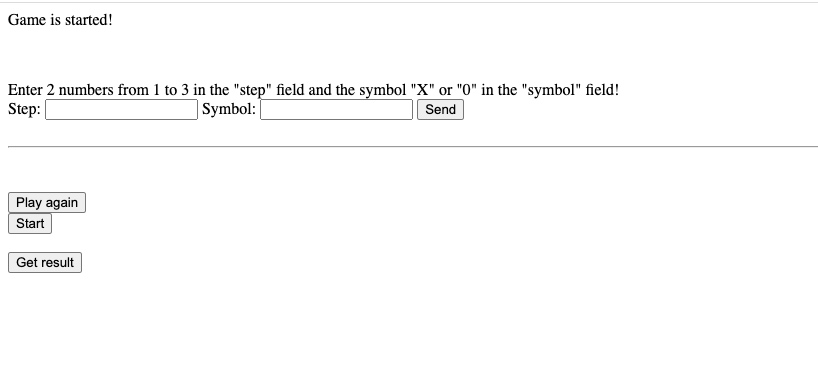 Game is started!
Enter 2 numbers from 1 to 3 in the "step" field and the symbol "X" or "0" in the "symbol" field!
Step: Symbol: Send
Play again
Start
Get result